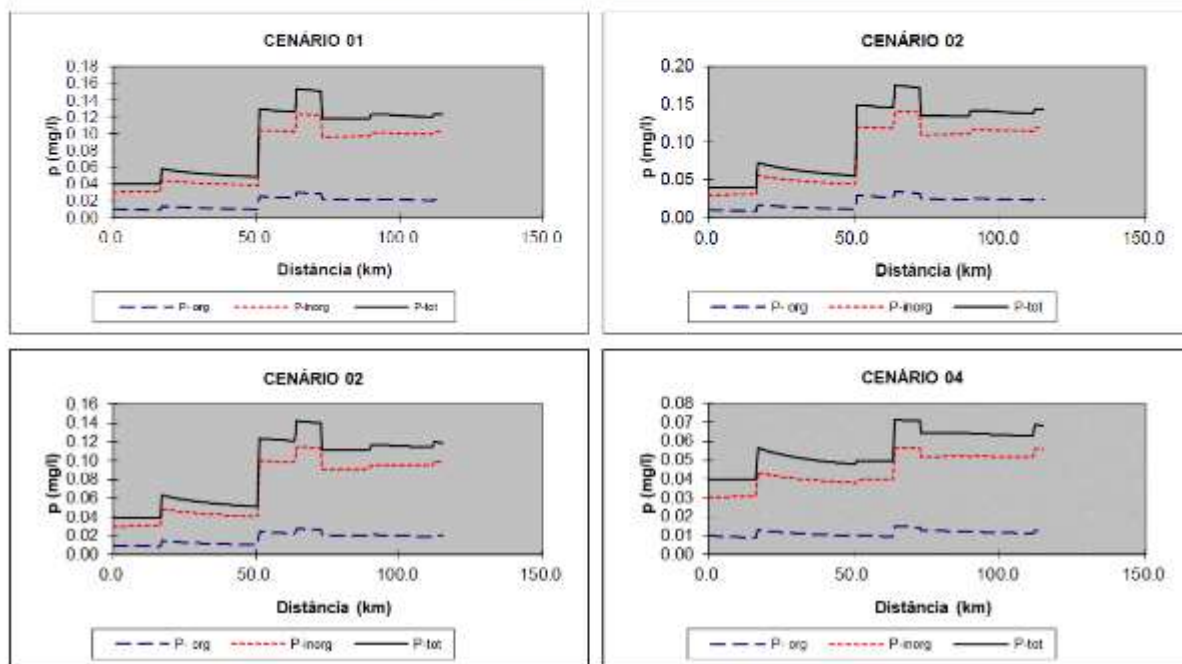 CENÁRIO 01
0.18
0.16
0.14
0.12
0.10
0.08
0.06
0.04
0.02
0.00
p (mg/l)
0.0 50.0 100.0 150.0
Distância (km)
P- org P-inorg P-tot
CENÁRIO 02
0.20
0.15
0.10
0.05
0.00
p (mg/l)
0.0 50.0 100.0 150.0
Distância (km)
P- org P-inorg P-tot
CENÁRIO 02
0.16
0.14
0.12
0.10
0.08
0.06
0.04
0.02
0.00
p (mg/l)
0.0 50.0 100.0 150.0
Distância (km)
P- org P-inorg P-tot
CENÁRIO 04
0.08
0.07
0.06
0.05
0.04
0.03
0.02
0.01
0.00
p (mg/l)
0.0 50.0 100.0 150.0
Distância (km)
P- org P-inorg P-tot